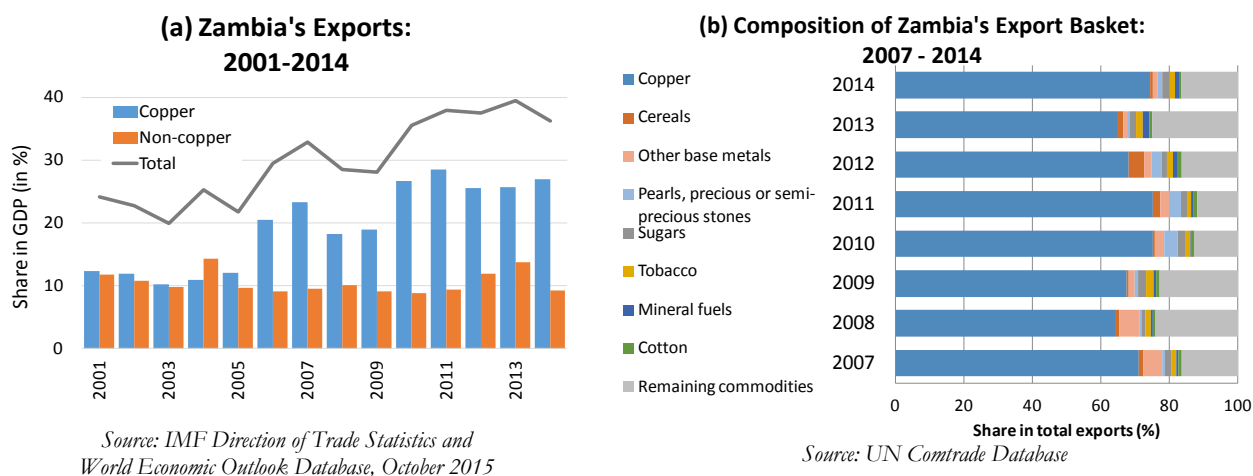 (a) Zambia's Exports:
2001-2014
Share in GDP (in %)
40
30
20
10
0
Copper
Non-copper
Total
2001
2003
2005
2007
2009
2011
2013
Source: IMF Direction of Trade Statistics and
World Economic Outlook Database, October 2015
(b) Composition of Zambia's Export Basket:
2007 - 2014
Copper
Cereals
Other base metals
Pearls, precious or semi-
precious stones
Sugars
Tobacco
Mineral fuels
Cotton
Remaining commodities
2014
2013
2012
2011
2010
2009
2008
2007
0 20 40 60 80 100
Share in total exports (%)
Source: UN Comtrade Database